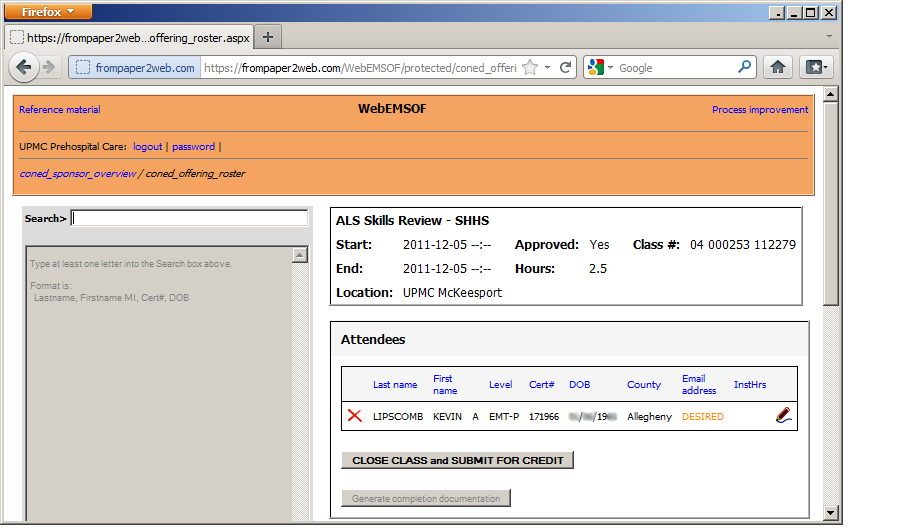 Firefox
https://frompaper2web...offering_roster.aspx
frompaper2web.com https://frompaper2web.com/WebEMSOF/protected/coned_offeri Google
Reference material WebEMSOF Process improvement
UPMC Prehospital Care: logout | password |
coned_sponsor_overview / coned_offering_roster
Search>
Type at least one letter into the Search box above.
Format is:
Lastname, Firstname MI, Cert#, DOB
ALS Skills Review - SHHS
Start: 2011-12-05 --:-- Approved: Yes Class #: 04 000253 112279
End: 2011-12-05 --:-- Hours: 2.5
Location: UPMC McKeesport
Attendees
Last name First name Level Cert# DOB County Email address InstHrs
LIPSCOMB KEVIN A EMT-P 171966 Allegheny DESIRED
CLOSE CLASS and SUBMIT FOR CREDIT
Generate completion documentation